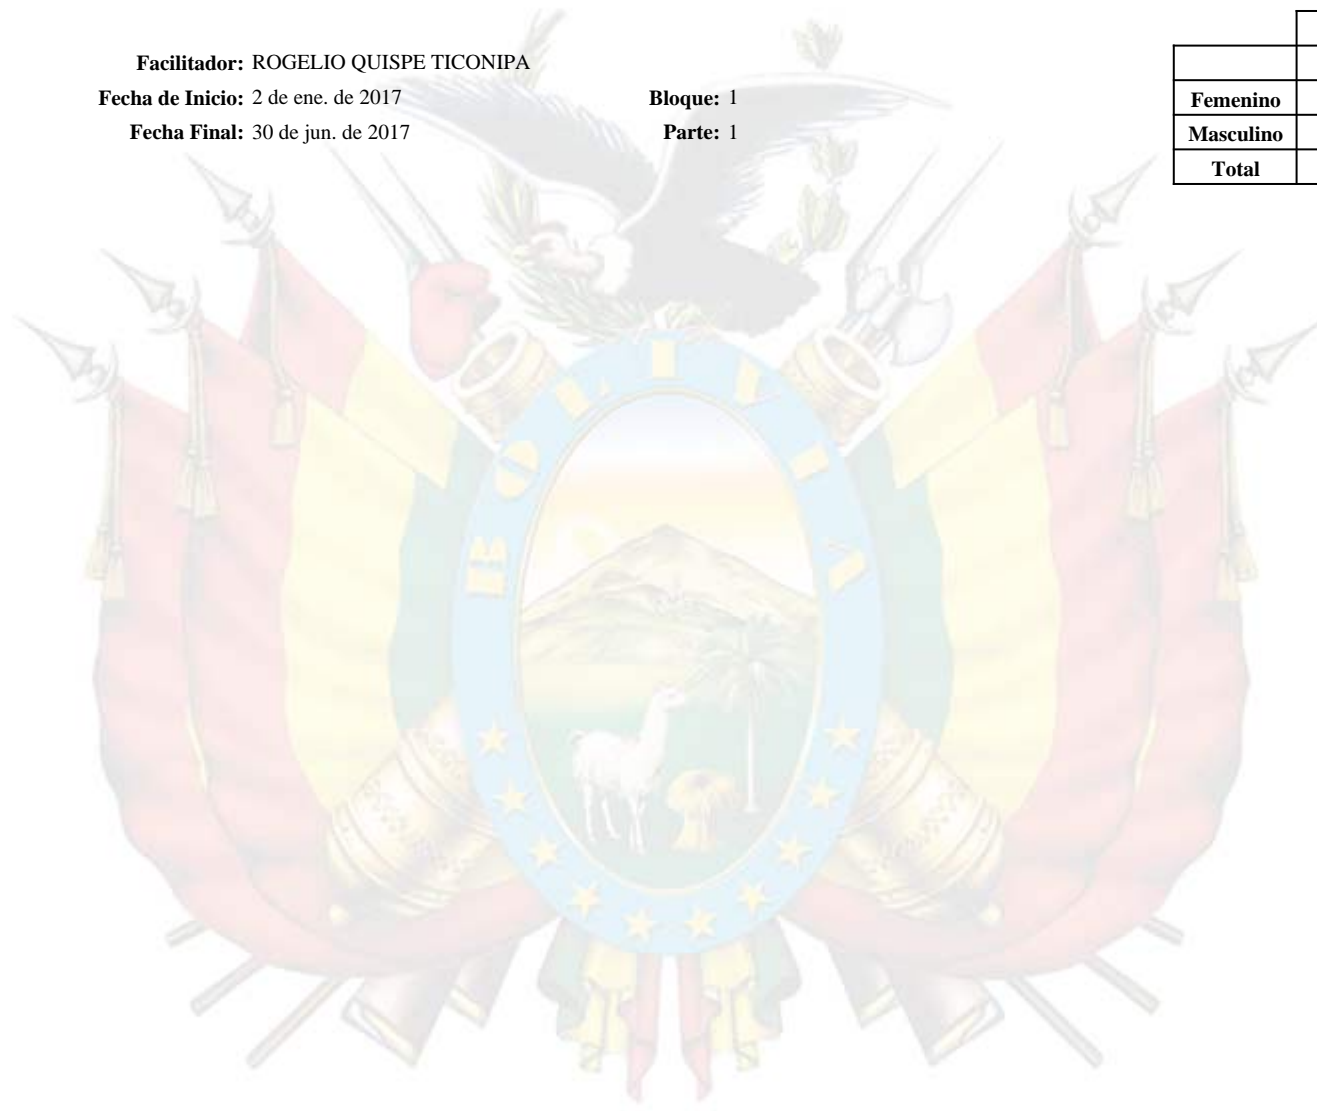 Facilitador: ROGELIO QUISPE TICONIPA
Fecha de Inicio: 2 de ene. de 2017 Bloque: 1
Fecha Final: 30 de jun. de 2017 Parte: 1
Femenino
Masculino
Total
BOLIVIA